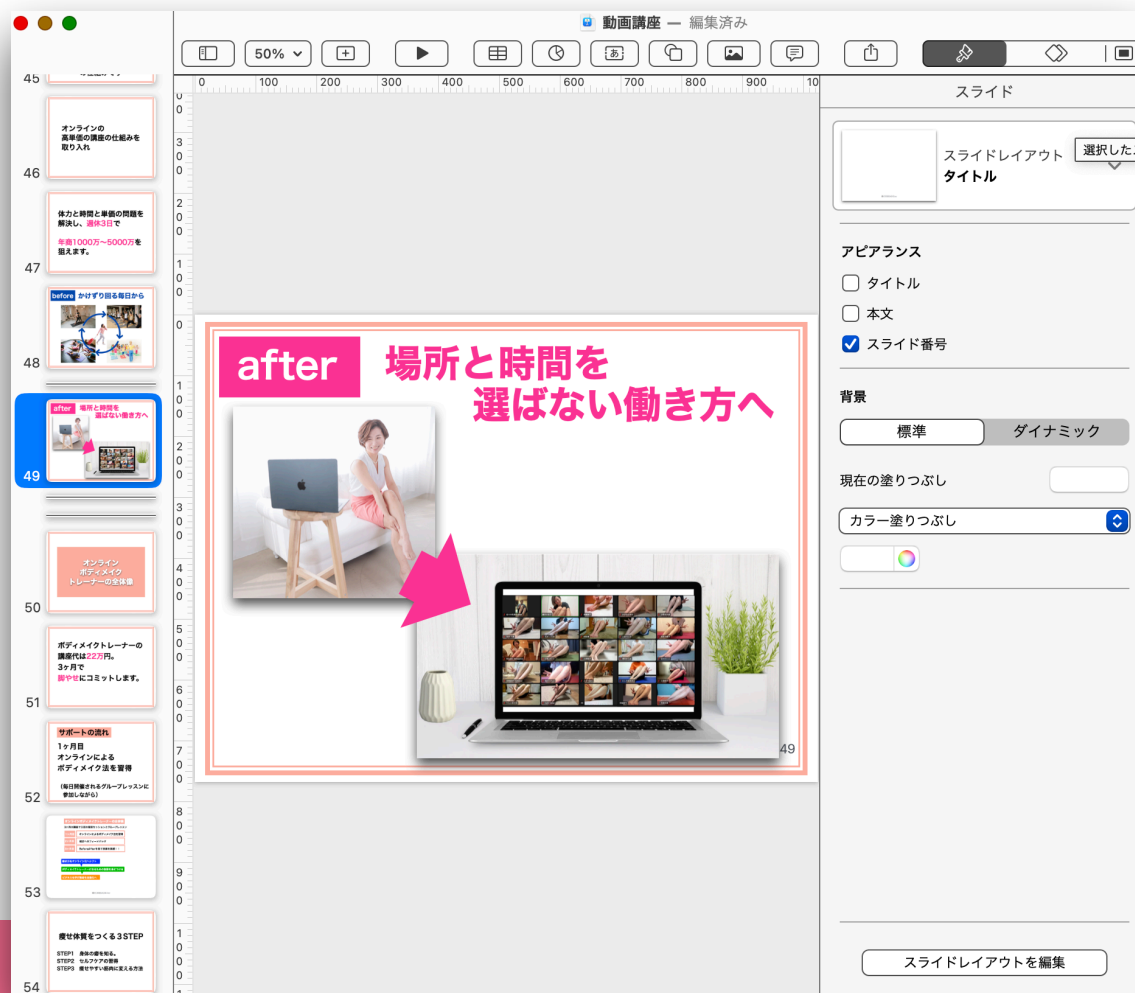 動画講座 — 編集済み
50%
あ
0 100 200 300 400 500 600 700 800 900 10
スライド
スライドレイアウト
タイトル
選択した
アピアランス
タイトル
本文
スライド番号
背景
標準
ダイナミック
現在の塗りつぶし
カラー塗りつぶし
スライドレイアウトを編集
45
オンラインの
高単価の講座の仕組みを
取り入れ
46
体力と時間と単価の問題を
解決し、週休3日で
年商1000万〜5000万を
狙えます。
47
before かけずり回る毎日から
48
after 場所と時間を
選ばない働き方へ
49
オンライン
ボディメイク
トレーナーの全体像
50
ボディメイクトレーナーの
講座代は22万円。
3ヶ月で
脚やせにコミットします。
51
サポートの流れ
1ヶ月目
オンラインによる
ボディメイク法を習得
（毎日開催されるグループレッスンに
参加しながら）
52
53
痩せ体質をつくる３STEP
STEP1 身体の癖を知る。
STEP2 セルフケアの習得
STEP3 痩せやすい筋肉に変える方法
54
after 場所と時間を
選ばない働き方へ
49
0
300
200
100
0
100
200
300
400
500
600
700
800
900
1000